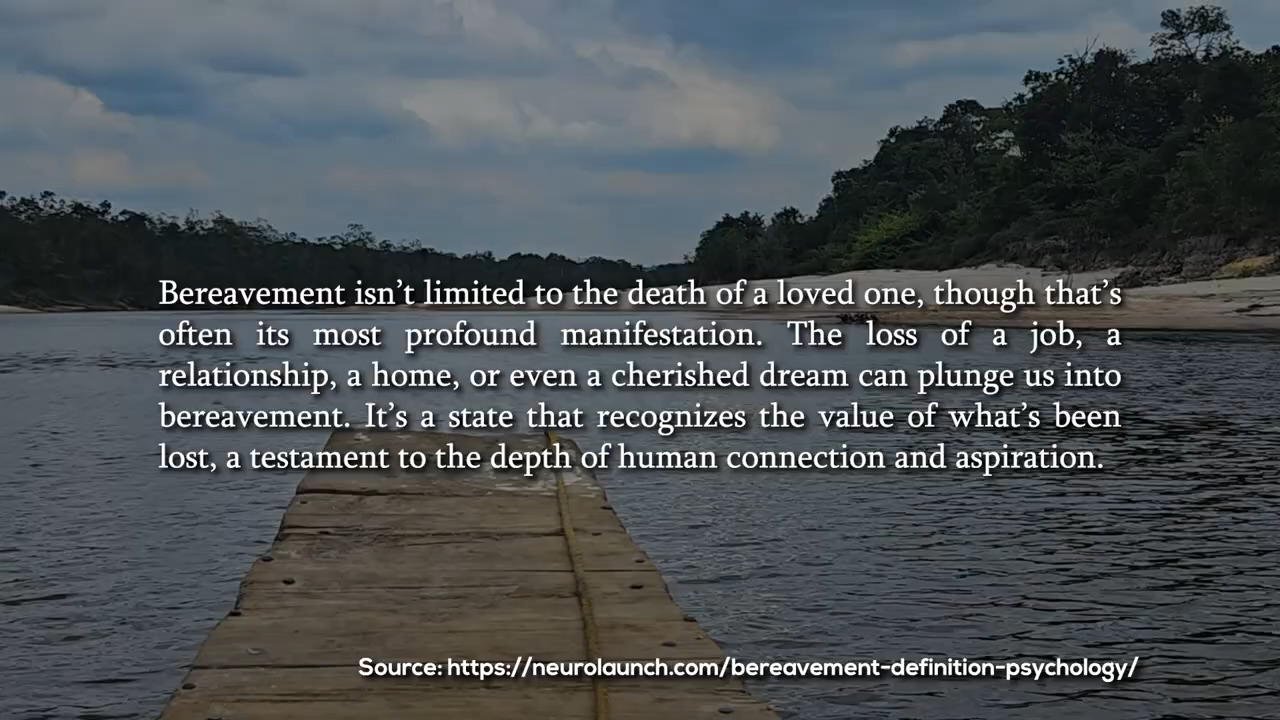 Bereavement isn’t limited to the death of a loved one, though that’s
often its most profound manifestation. The loss of a job, a
relationship, a home, or even a cherished dream can plunge us into
bereavement. It’s a state that recognizes the value of what’s been
lost, a testament to the depth of human connection and aspiration.
Source: https://neurolaunch.com/bereavement-definition-psychology/